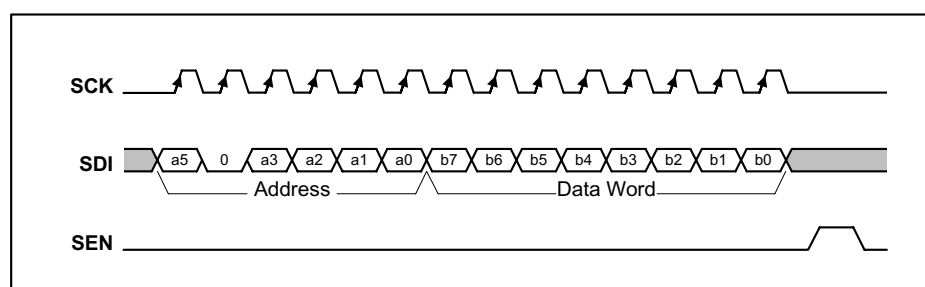 SCK
SDI a5 0 a3 a2 a1 a0 b7 b6 b5 b4 b3 b2 b1 b0
Address Data Word
SEN